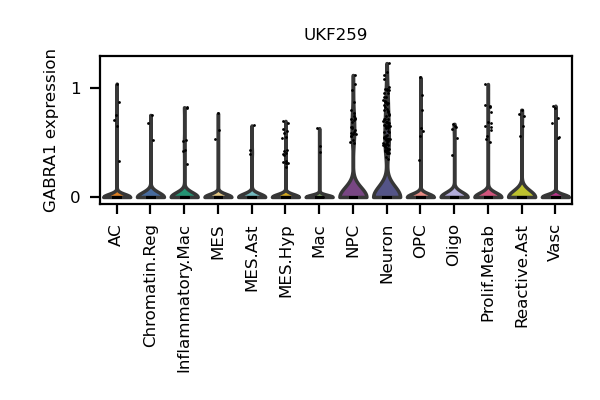 UKF259
GABRA1 expression
1
0
AC
Chromatin.Reg
Inflammatory.Mac
MES
MES.Ast
MES.Hyp
Mac
NPC
Neuron
OPC
Oligo
Prolif.Metab
Reactive.Ast
Vasc